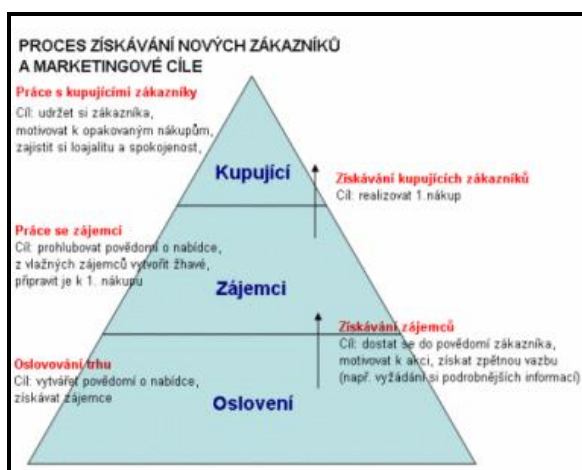 PROCES ZÍSKÁVÁNÍ NOVÝCH ZÁKAZNÍKŮ
A MARKETINGOVÉ CÍLE
Práce s kupujícími zákazníky
Cíl: udržet si zákazníka,
motivovat k opakovaným nákupům,
zajistit si loajalitu a spokojenost,
Kupující
Získávání kupujících zákazníků
Cíl: realizovat 1.nákup
Práce se zájemci
Cíl: prohlubovat povědomí o nabídce,
z vlažných zájemců vytvořit žhavé,
připravit je k 1. nákupu
Zájemci
Získávání zájemců
Cíl: dostat se do povědomí zákazníka,
motivovat k akci, získat zpětnou vazbu
(např. vyžádání si podrobnějších informací)
Oslovování trhu
Cíl: vytvářet povědomí o nabídce,
získávat zájemce
Oslovení